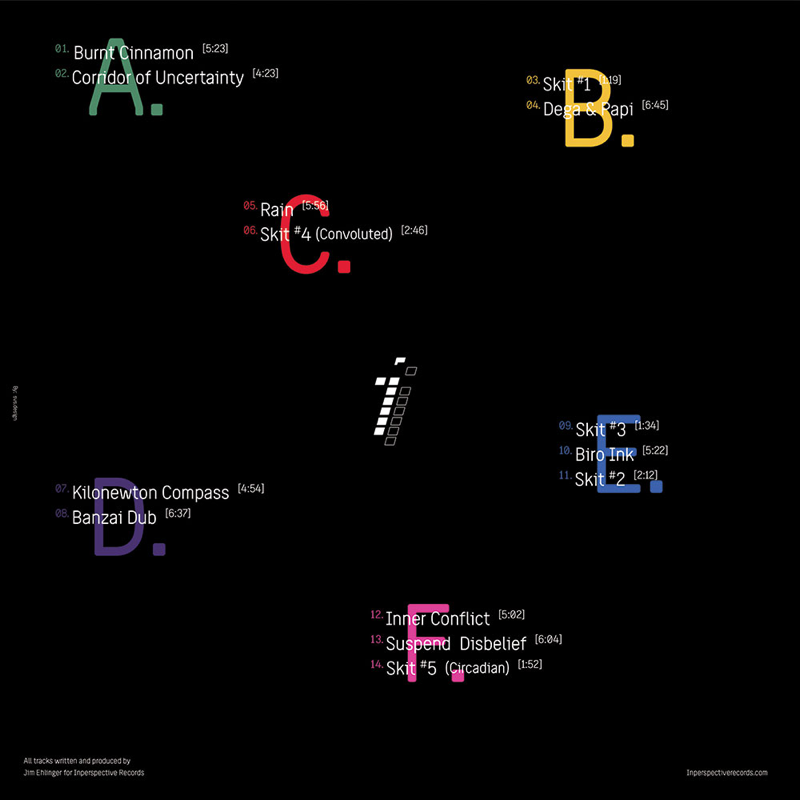 A.
01. Burnt Cinnamon [5:23]
02. Corridor of Uncertainty [4:23]
B.
03. Skit #1 [1:19]
04. Dega & Rapi [6:45]
C.
05. Rain [5:56]
06. Skit #4 (Convoluted) [2:46]
D.
07. Kilonewton Compass [4:54]
08. Banzai Dub [6:37]
E.
09. Skit #3 [1:34]
10. Biro Ink [5:22]
11. Skit #2 [2:12]
F.
12. Inner Conflict [5:02]
13. Suspend Disbelief [6:04]
14. Skit #5 (Circadian) [1:52]
All tracks written and produced by
Jim Ehlinger for Inperspective Records
Inperspectiverecords.com